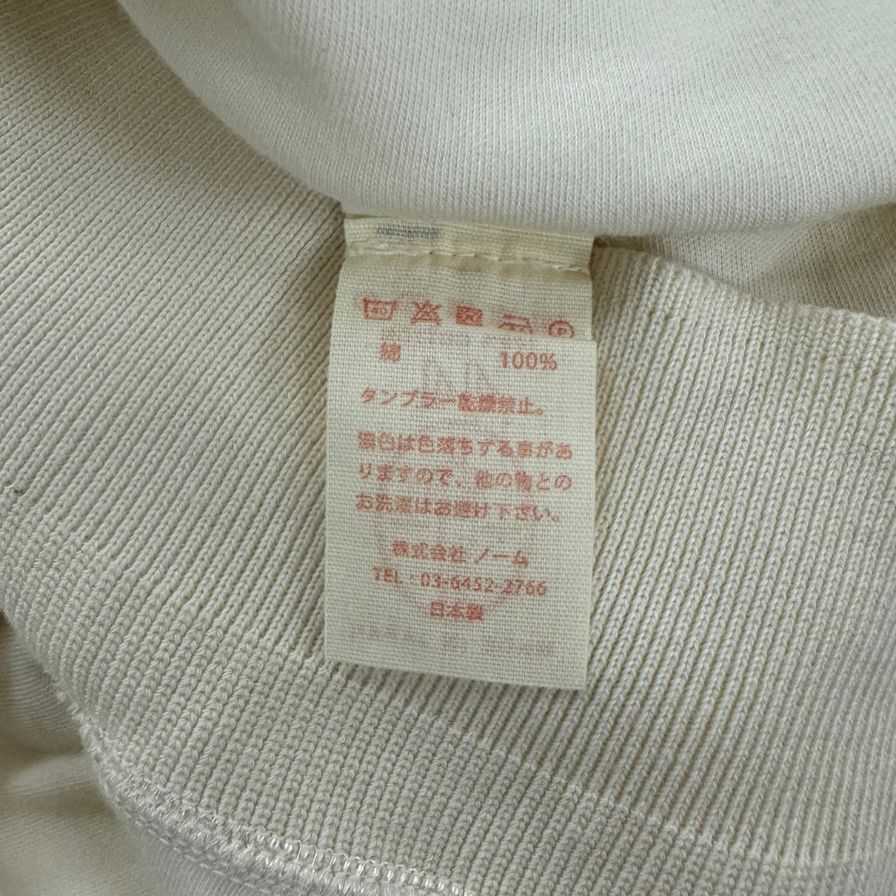 綿 100%
タンブラー乾燥禁止。
濃色は色落ちする事があ
りますので、他の物との
お洗濯はお避け下さい。
株式会社 ノーム
TEL・03-6452-2766
日本製